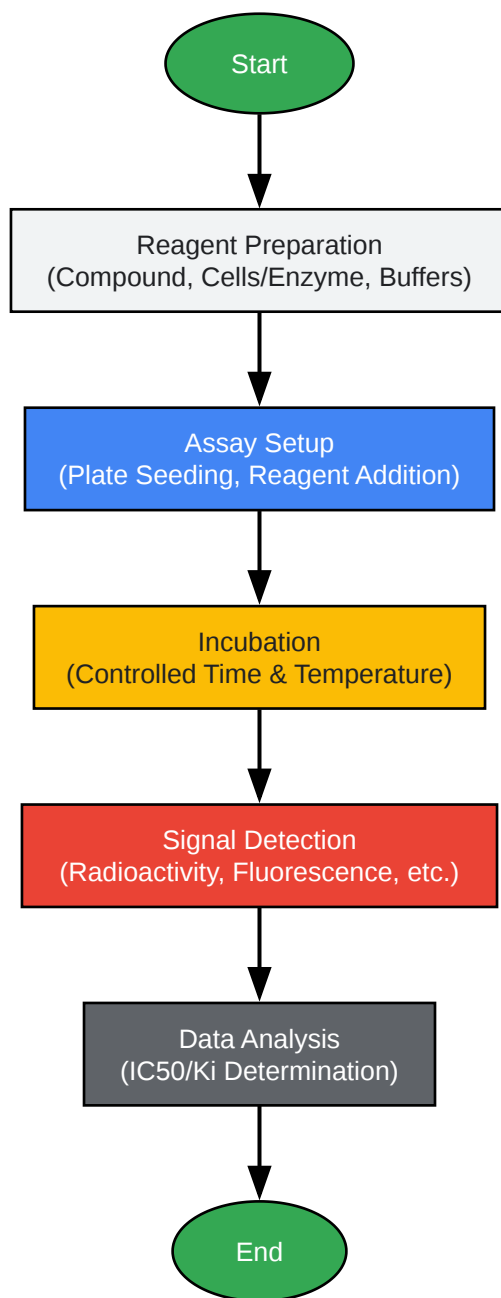 Start
Reagent Preparation
(Compound, Cells/Enzyme, Buffers)
Assay Setup
(Plate Seeding, Reagent Addition)
Incubation
(Controlled Time & Temperature)
Signal Detection
(Radioactivity, Fluorescence, etc.)
Data Analysis
(IC50/Ki Determination)
End